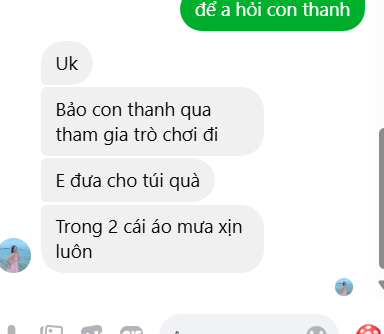 để a hỏi con thanh
Uk
Bảo con thanh qua
tham gia trò chơi đi
E đưa cho túi quà
Trong 2 cái áo mưa xịn
luôn
GIF